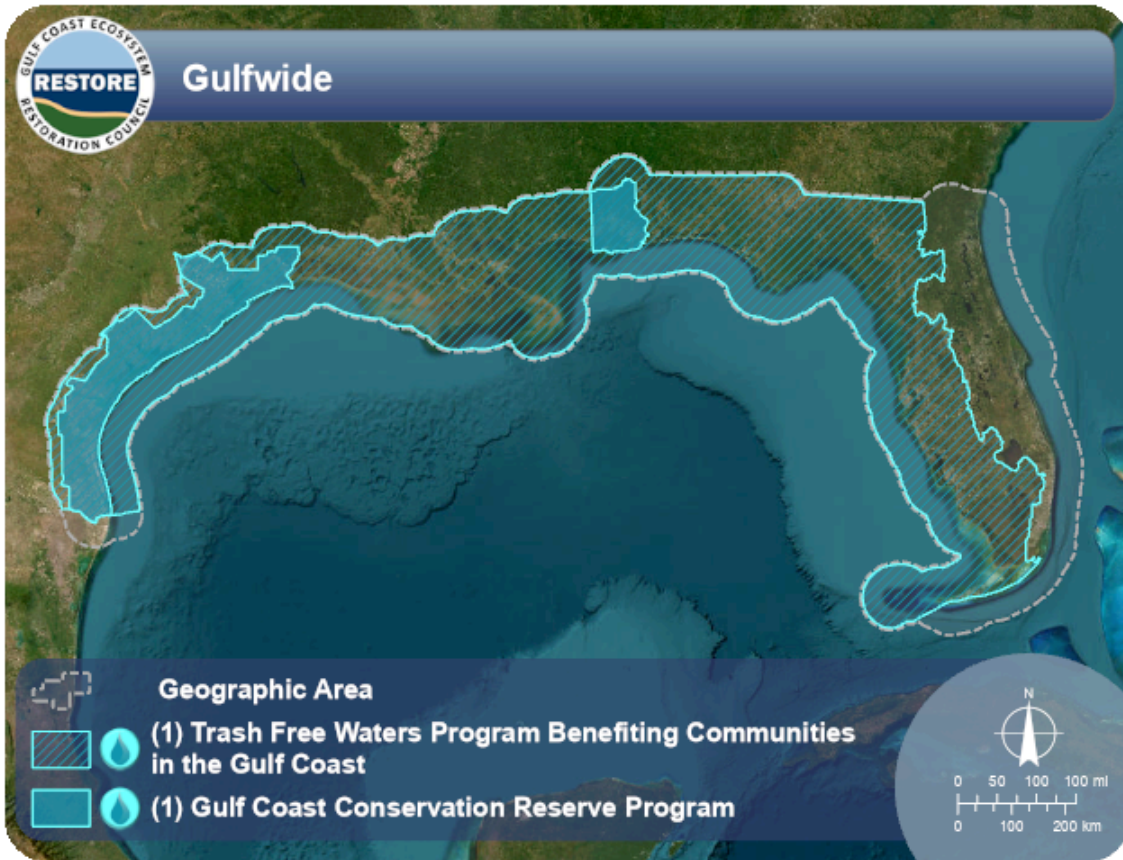 GULF COAST ECOSYSTEM
RESTORE
RESTORATION COUNCIL
Gulfwide
Geographic Area
(1) Trash Free Waters Program Benefiting Communities
in the Gulf Coast
(1) Gulf Coast Conservation Reserve Program
N
0 50 100 100 ml
0 100 200 km